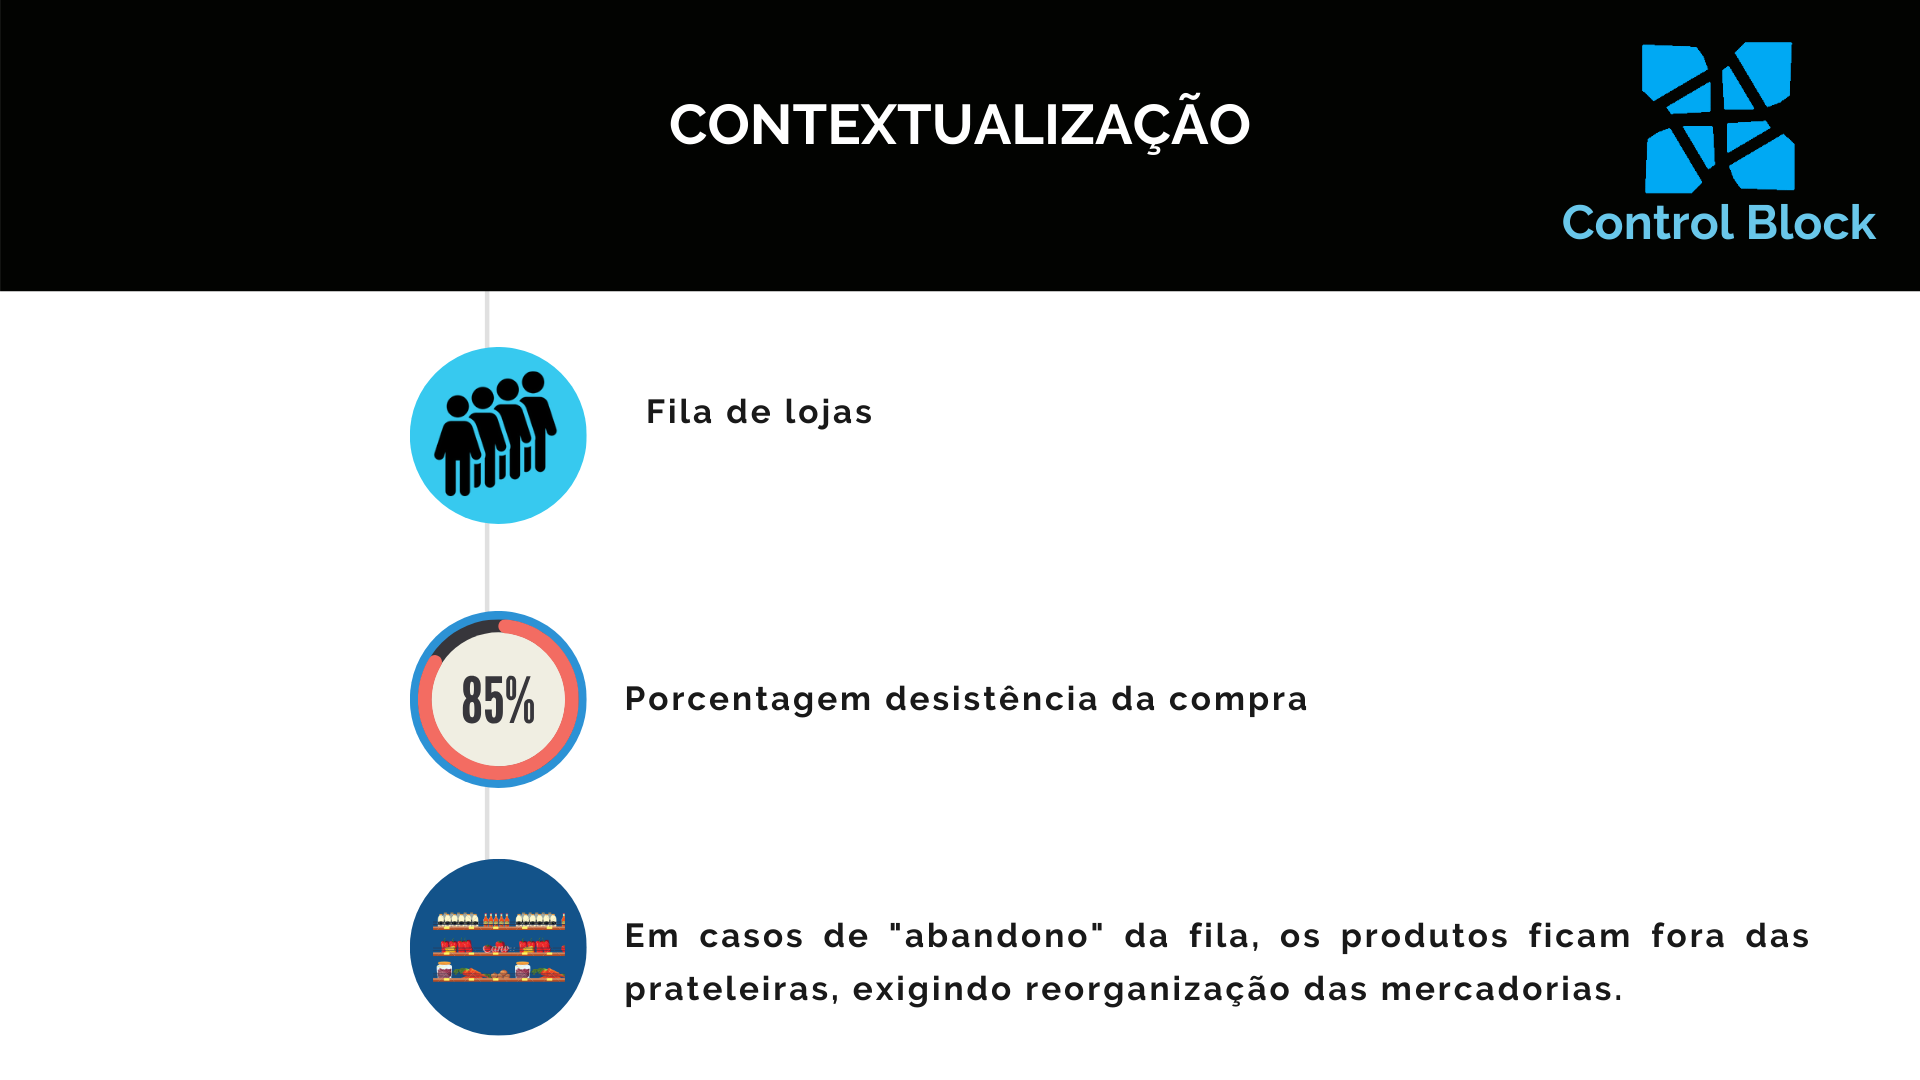 CONTEXTUALIZAÇÃO
Control Block
Fila de lojas
85%
Porcentagem desistência da compra
Em casos de "abandono" da fila, os produtos ficam fora das
prateleiras, exigindo reorganização das mercadorias.